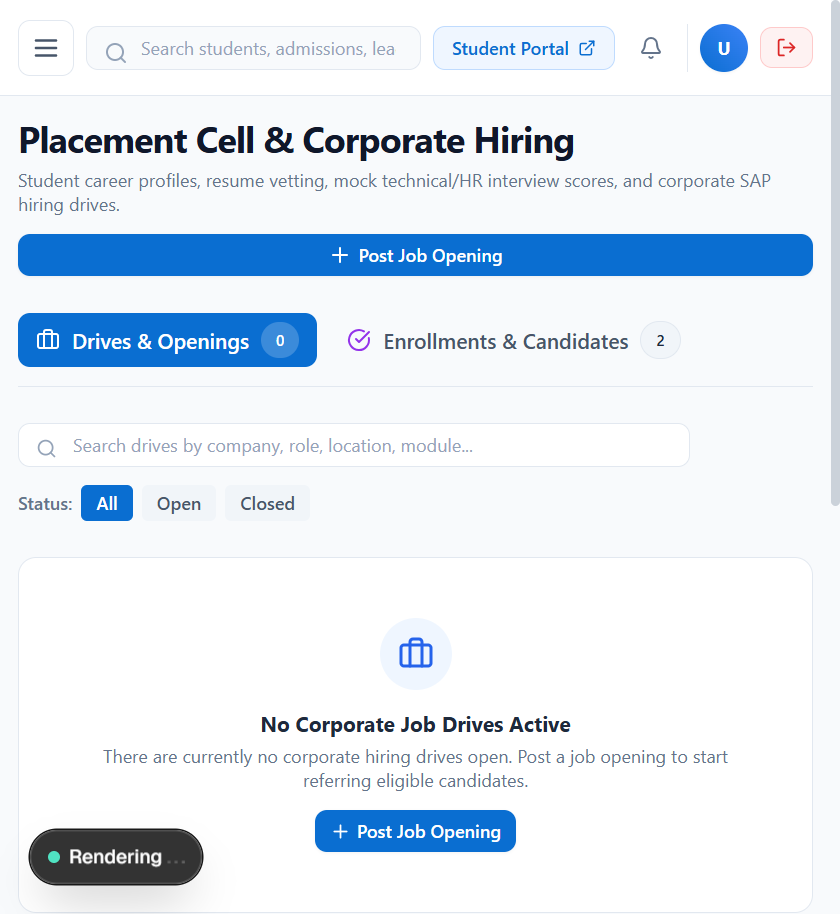 Search students, admissions, lea
Student Portal
U
Placement Cell & Corporate Hiring
Student career profiles, resume vetting, mock technical/HR interview scores, and corporate SAP
hiring drives.
Post Job Opening
Drives & Openings 0
Enrollments & Candidates 2
Search drives by company, role, location, module...
Status: All Open Closed
No Corporate Job Drives Active
There are currently no corporate hiring drives open. Post a job opening to start
referring eligible candidates.
Post Job Opening
Rendering ...